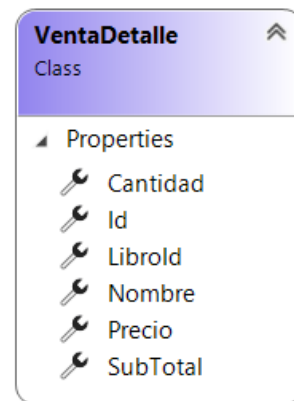 VentaDetalle
Class
Properties
Cantidad
Id
LibroId
Nombre
Precio
SubTotal